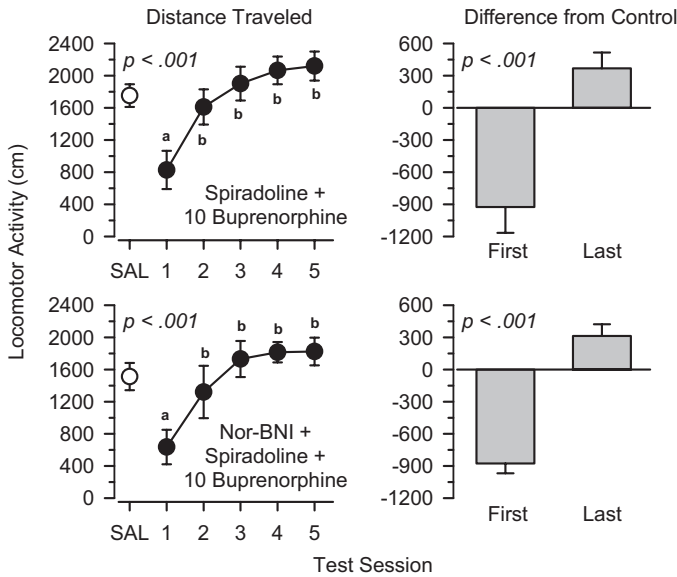 Distance Traveled
Difference from Control
Locomotor Activity (cm)
2400
2000
1600
1200
800
400
0
p < .001
a
b
b
b
b
Spiradoline +
10 Buprenorphine
SAL 1 2 3 4 5
600
300
0
-300
-600
-900
-1200
p < .001
First Last
2400
2000
1600
1200
800
400
0
p < .001
a
b
b
b
b
Nor-BNI +
Spiradoline +
10 Buprenorphine
SAL 1 2 3 4 5
600
300
0
-300
-600
-900
-1200
p < .001
First Last
Test Session